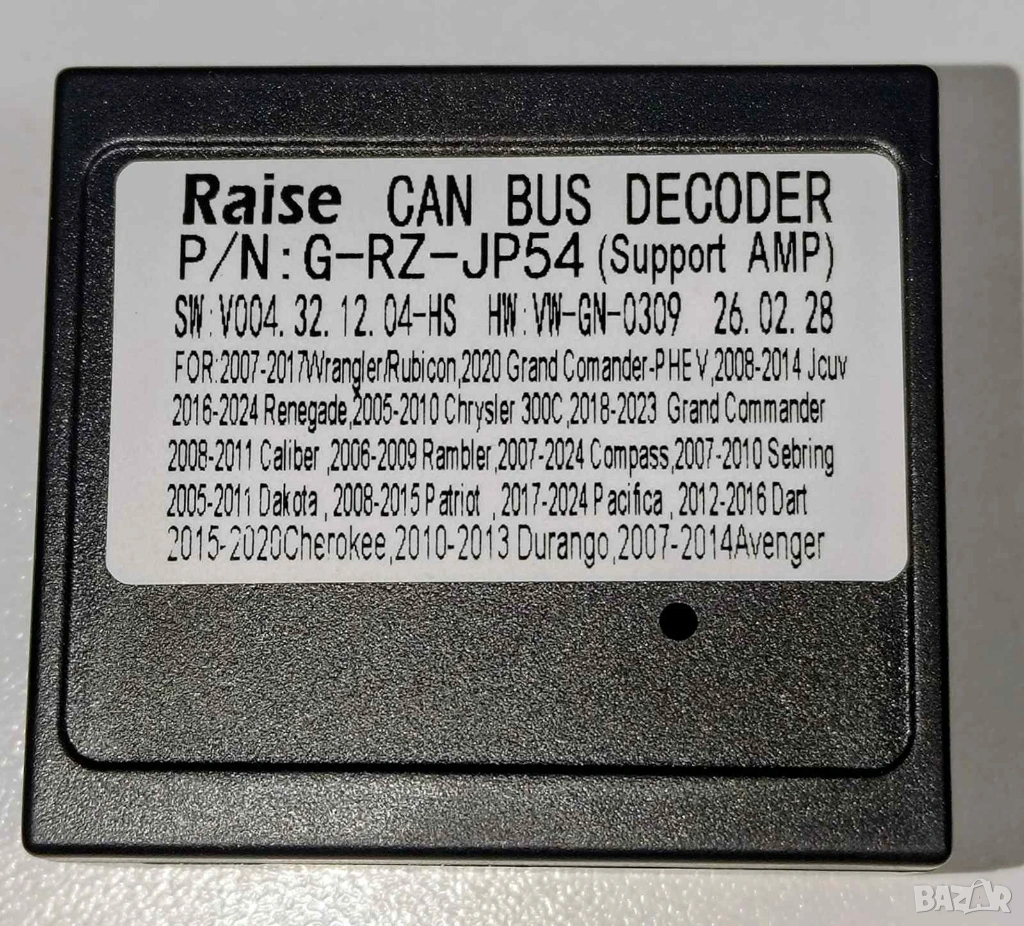 Raise CAN BUS DECODER
P/N:G-RZ-JP54 (Support AMP)
SW:V004.32.12.04-HS HW:VW-GN-0309 26.02.28
FOR:2007-2017Wrangler/Rubicon,2020 Grand Comander-PHEV,2008-2014 Jcuv
2016-2024 Renegade,2005-2010 Chrysler 300C,2018-2023 Grand Commander
2008-2011 Caliber ,2006-2009 Rambler,2007-2024 Compass,2007-2010 Sebring
2005-2011 Dakota , 2008-2015 Patriot , 2017-2024 Pacifica , 2012-2016 Dart
2015-2020Cherokee,2010-2013 Durango,2007-2014Avenger
BAZAR